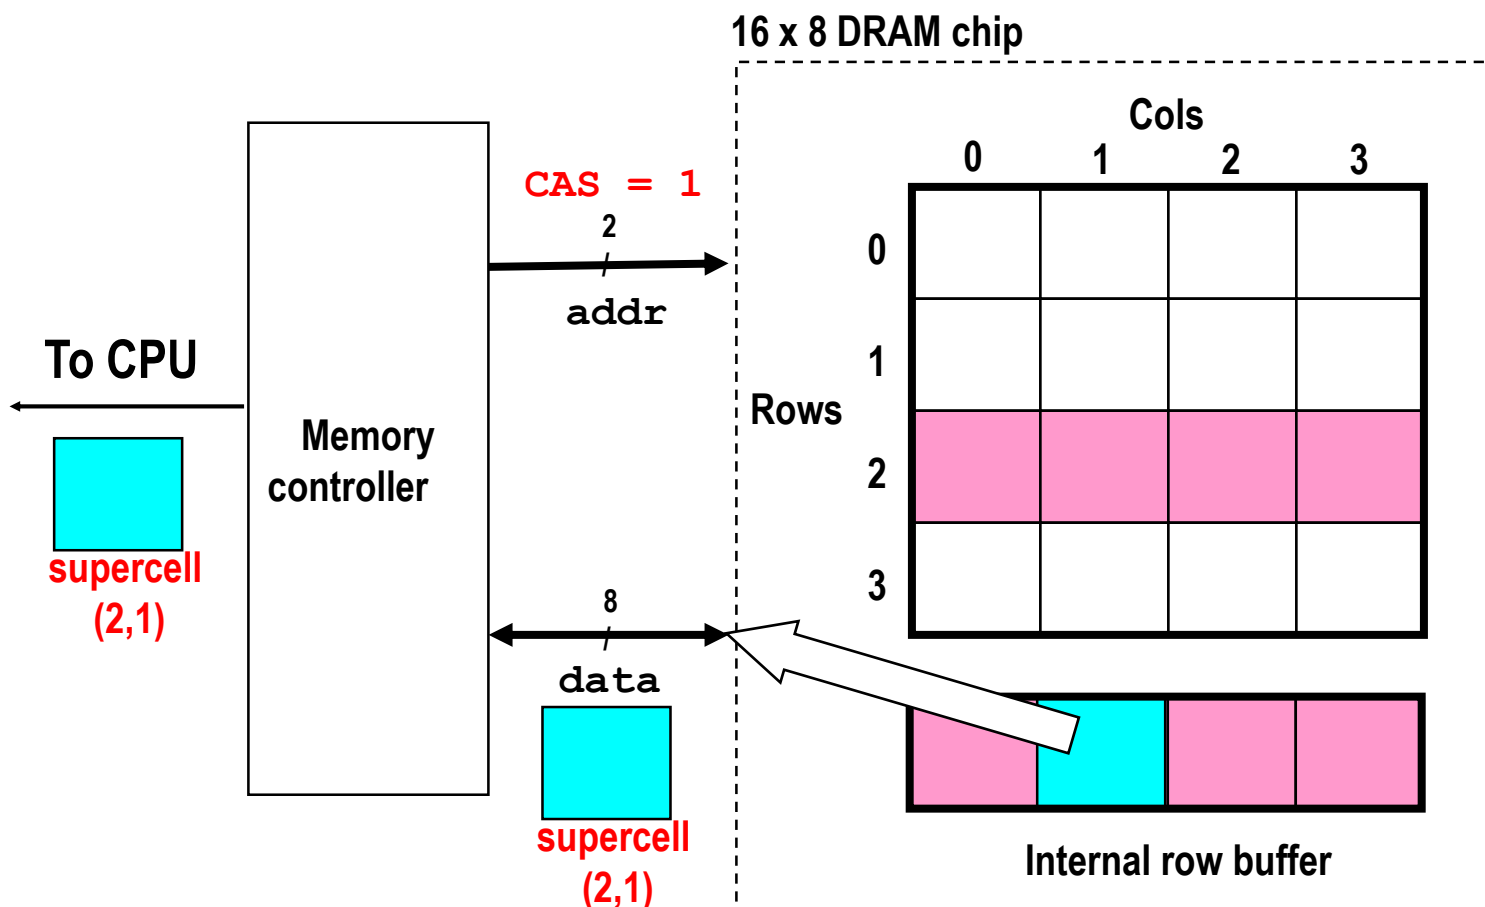 16 x 8 DRAM chip
Cols
0 1 2 3
CAS = 1
2
addr
0
To CPU
1
Rows
Memory
controller
2
supercell
(2,1)
3
8
data
supercell
(2,1)
Internal row buffer